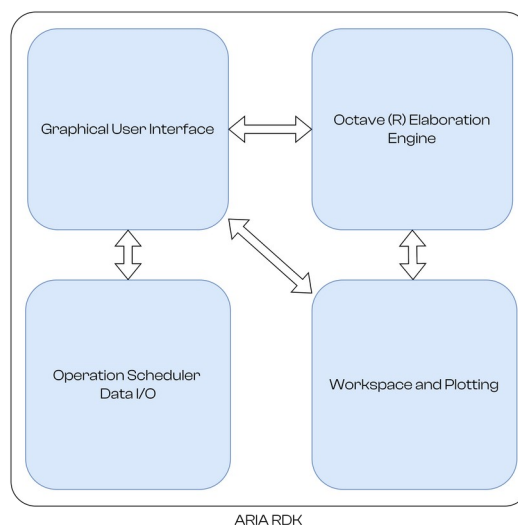 Graphical User Interface
Octave (R) Elaboration
Engine
Operation Scheduler
Data I/O
Workspace and Plotting
ARIA RDK